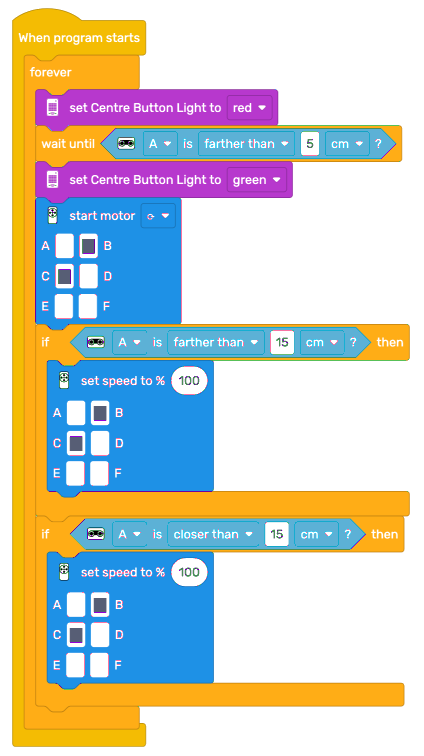 When program starts
forever
set Centre Button Light to red
wait until A is farther than 5 cm ?
set Centre Button Light to green
start motor
A B
C D
E F
if A is farther than 15 cm ? then
set speed to % 100
A B
C D
E F
if A is closer than 15 cm ? then
set speed to % 100
A B
C D
E F